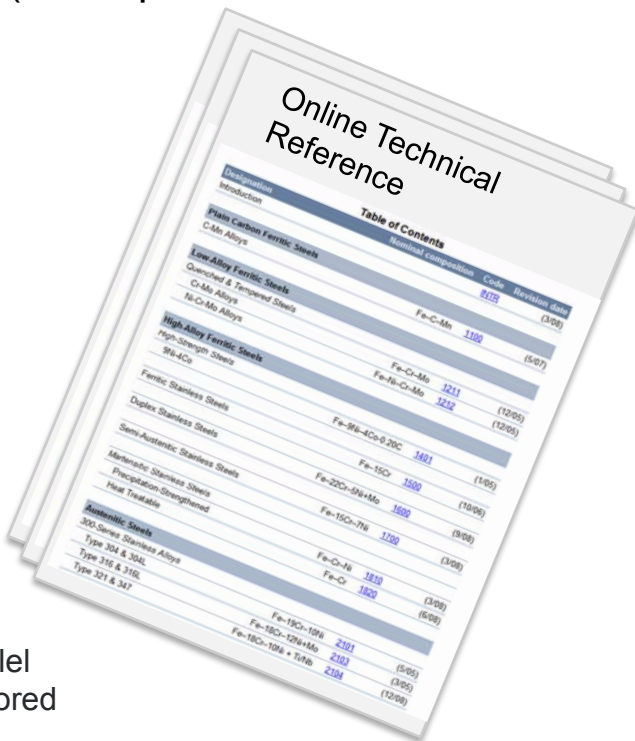 Online Technical
Reference
Table of Contents
Designation Nominal composition Code Revision date
Introduction INTR (3/08)
Plain Carbon Ferritic Steels
C-Mn Alloys Fe–C–Mn 1100 (5/07)
Low-Alloy Ferritic Steels
Quenched & Tempered Steels
Cr-Mo Alloys Fe–Cr–Mo 1211 (12/05)
Ni-Cr-Mo Alloys Fe–Ni–Cr–Mo 1212 (12/05)
High-Alloy Ferritic Steels
High-Strength Steels
9Ni-4Co Fe–9Ni–4Co–0.20C 1401 (1/05)
Ferritic Stainless Steels Fe–15Cr 1500 (10/06)
Duplex Stainless Steels Fe–22Cr–5Ni+Mo 1600 (9/08)
Semi-Austenitic Stainless Steels Fe–15Cr–7Ni 1700 (3/08)
Martensitic Stainless Steels
Precipitation-Strengthened Fe–Cr–Ni 1810 (3/08)
Heat Treatable Fe–Cr 1820 (6/08)
Austenitic Steels
300-Series Stainless Alloys
Type 304 & 304L Fe–19Cr–10Ni 2101 (5/05)
Type 316 & 316L Fe–18Cr–12Ni+Mo 2103 (3/05)
Type 321 & 347 Fe–18Cr–10Ni + Ti/Nb 2104 (12/08)